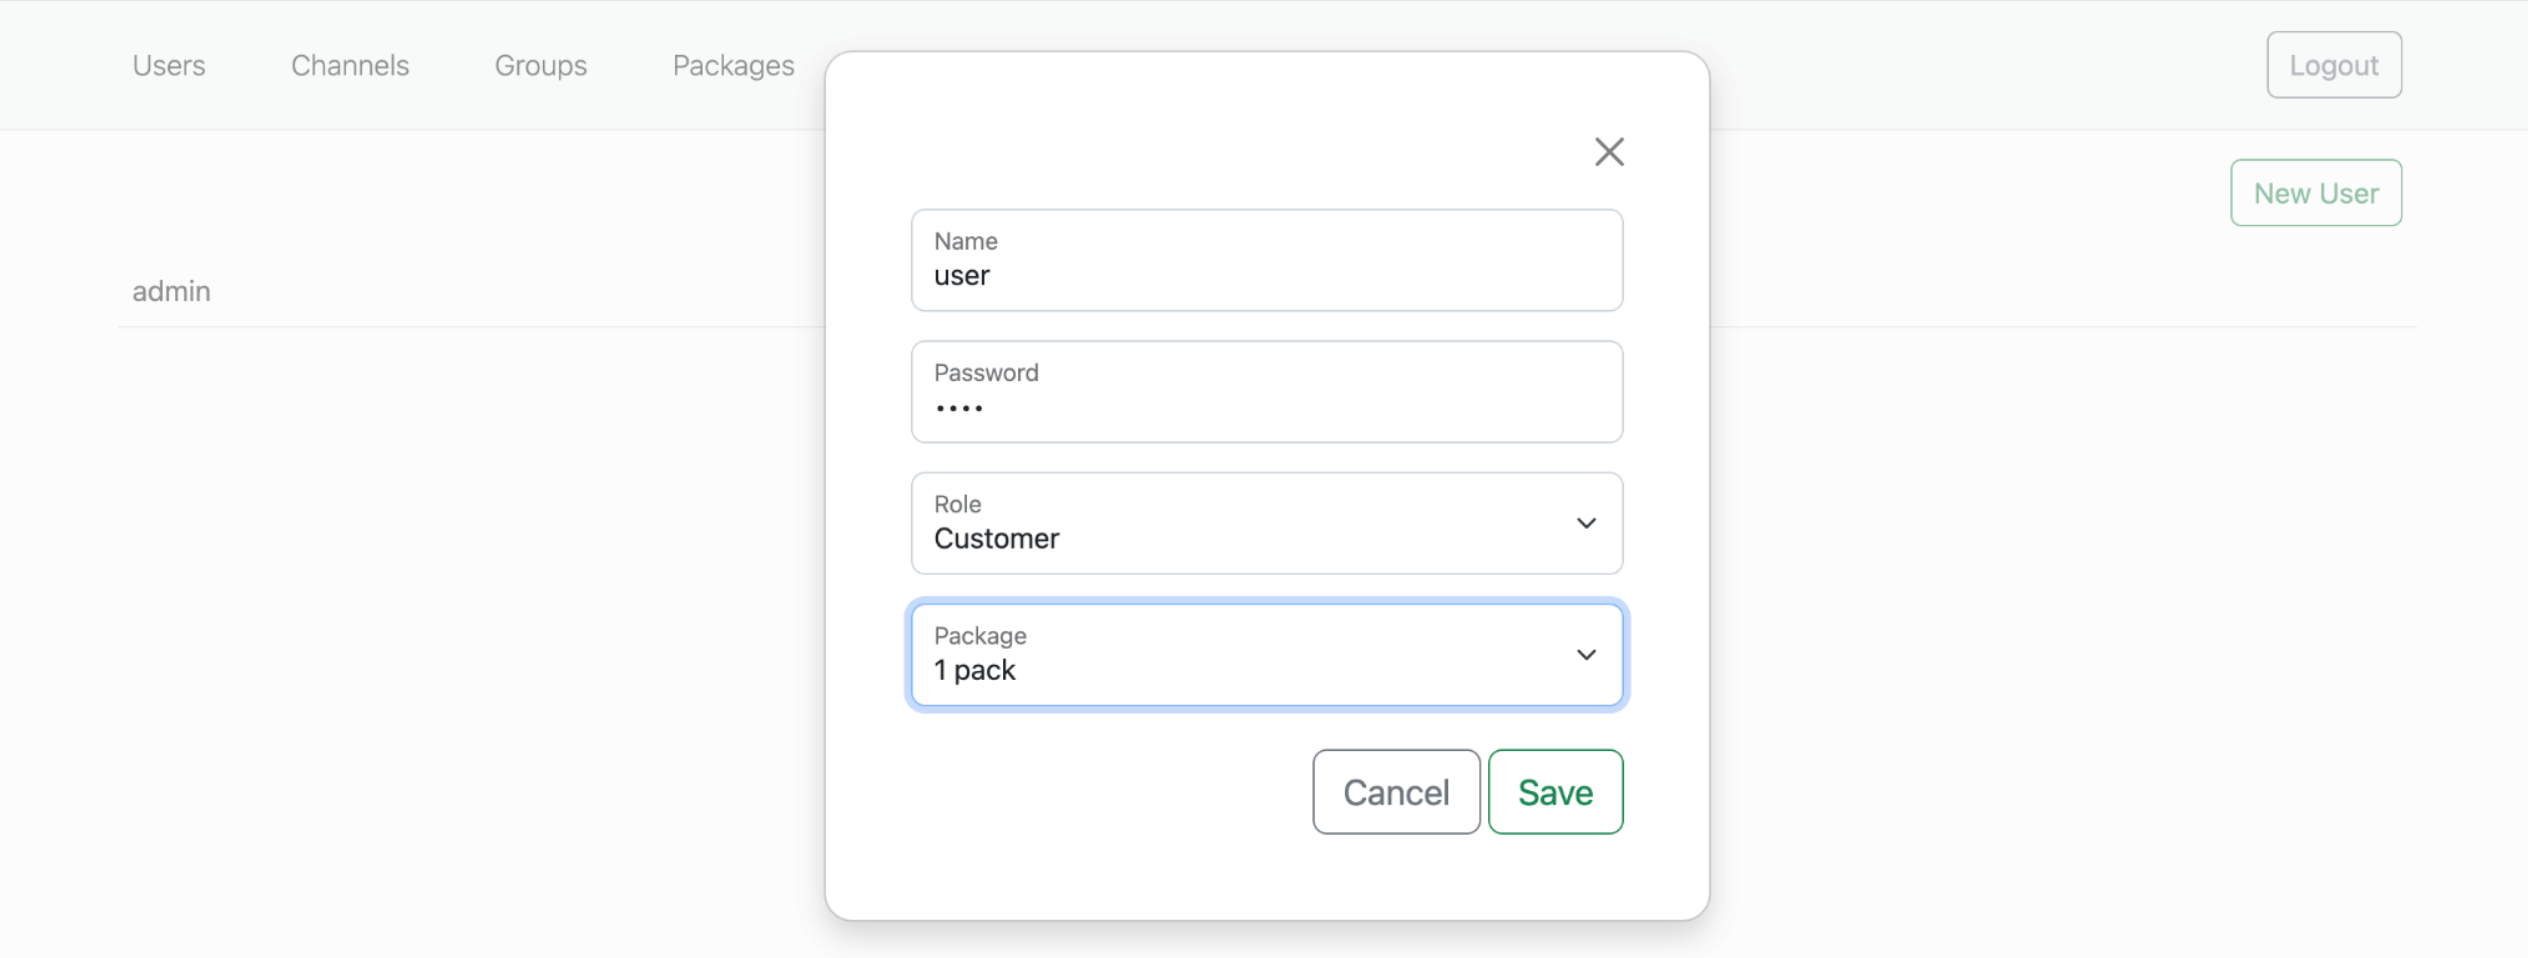 Users Channels Groups Packages Logout
New User
admin
Name
user
Password
••••
Role
Customer
Package
1 pack
Cancel Save